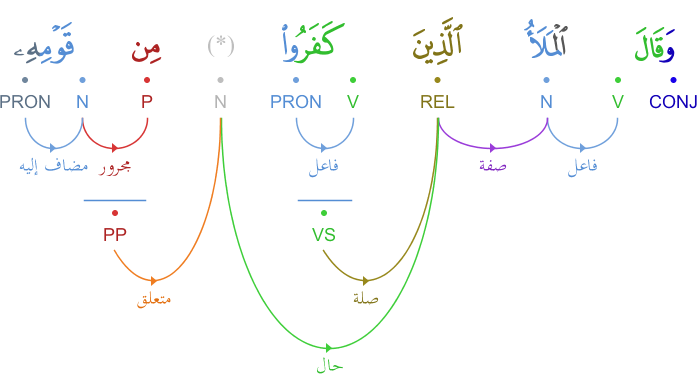 وَقَالَ ٱلْمَلَأُ ٱلَّذِينَ كَفَرُوا۟ (*) مِن قَوْمِهِۦ
PRON N P N PRON V REL N V CONJ
فاعل صفة فاعل مجرور مضاف إليه
PP VS
صلة متعلق
حال